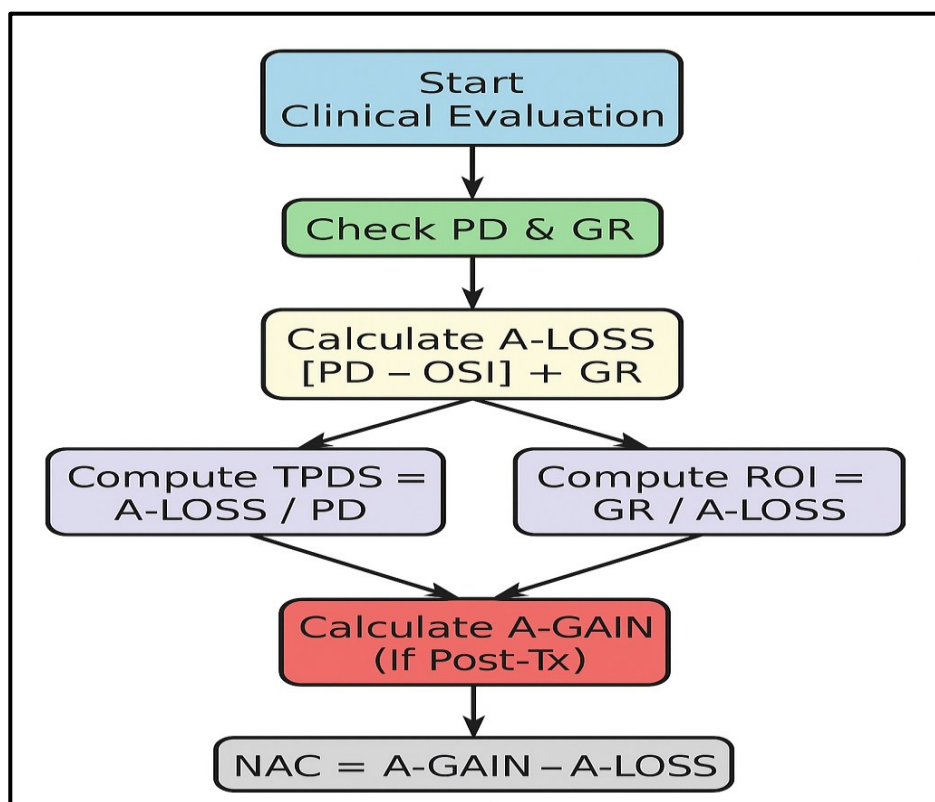 Start
Clinical Evaluation
Check PD & GR
Calculate A-LOSS
[PD – OSI] + GR
Compute TPDS =
A-LOSS / PD
Compute ROI =
GR / A-LOSS
Calculate A-GAIN
(If Post-Tx)
NAC = A-GAIN – A-LOSS